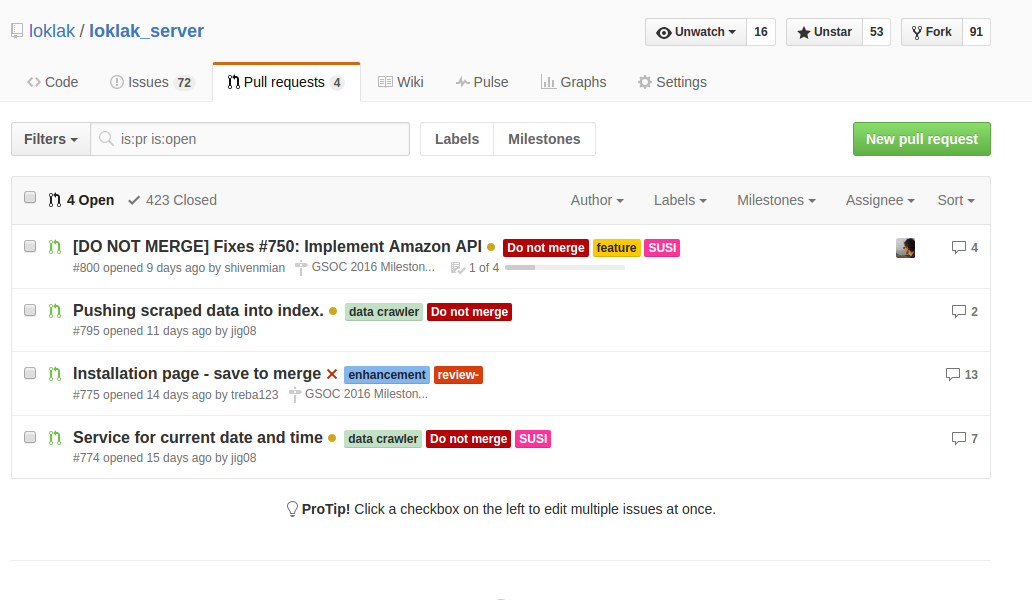 loklak / loklak_server
Unwatch 16 Unstar 53 Fork 91
Code Issues 72 Pull requests 4 Wiki Pulse Graphs Settings
Filters is:pr is:open Labels Milestones New pull request
4 Open 423 Closed Author Labels Milestones Assignee Sort
[DO NOT MERGE] Fixes #750: Implement Amazon API Do not merge feature SUSI 4
#800 opened 9 days ago by shivenmian GSOC 2016 Mileston... 1 of 4
Pushing scraped data into index. data crawler Do not merge 2
#795 opened 11 days ago by jig08
Installation page - save to merge enhancement review- 13
#775 opened 14 days ago by treba123 GSOC 2016 Mileston...
Service for current date and time data crawler Do not merge SUSI 7
#774 opened 15 days ago by jig08
ProTip! Click a checkbox on the left to edit multiple issues at once.